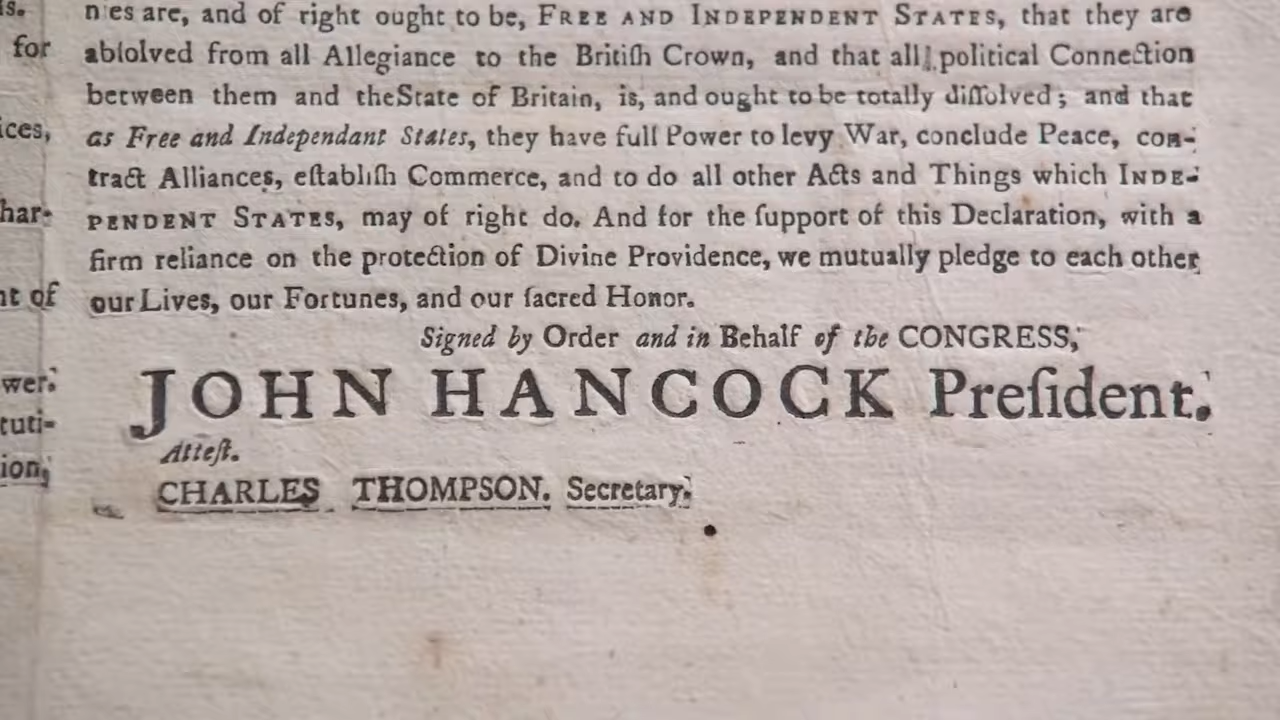 is.
for
ices,
har-
nt of
wer.
tuti-
ion,
nies are, and of right ought to be, FREE AND INDEPENDENT STATES, that they are
abſolved from all Allegiance to the Britiſh Crown, and that all political Connection
between them and theState of Britain, is, and ought to be totally diſſolved; and that
as Free and Independant States, they have full Power to levy War, conclude Peace, con-
tract Alliances, eſtabliſh Commerce, and to do all other Acts and Things which INDE-
PENDENT STATES, may of right do. And for the ſupport of this Declaration, with a
firm reliance on the protection of Divine Providence, we mutually pledge to each other
our Lives, our Fortunes, and our ſacred Honor.
Signed by Order and in Behalf of the CONGRESS,
JOHN HANCOCK Preſident.
Atteſt.
CHARLES THOMPSON. Secretary.